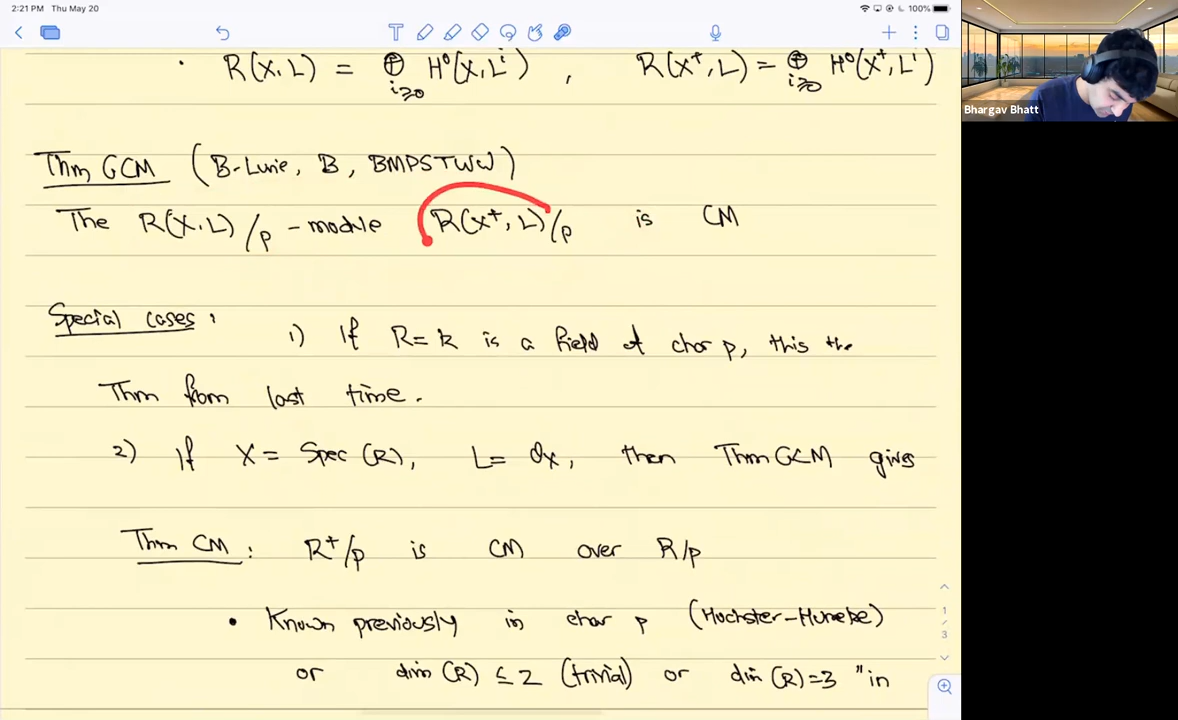 2:21 PM Thu May 20
100%
· R(X,L) = ⊕ i≥0 H⁰(X,Lⁱ) , R(X⁺,L) = ⊕ i≥0 H⁰(X⁺,Lⁱ)
Bhargav Bhatt
Thm GCM (B-Lurie, B, BMPSTWW)
The R(X,L)/p - module R(X⁺,L)/p is CM
Special cases: 1) If R=k is a field of char p, this the
Thm from last time.
2) If X = Spec(R), L = O_X, then Thm GCM gives
Thm CM: R⁺/p is CM over R/p
• Known previously in char p (Hochster-Huneke)
or dim(R) ≤ 2 (trivial) or dim(R)=3 "in
1
/
3